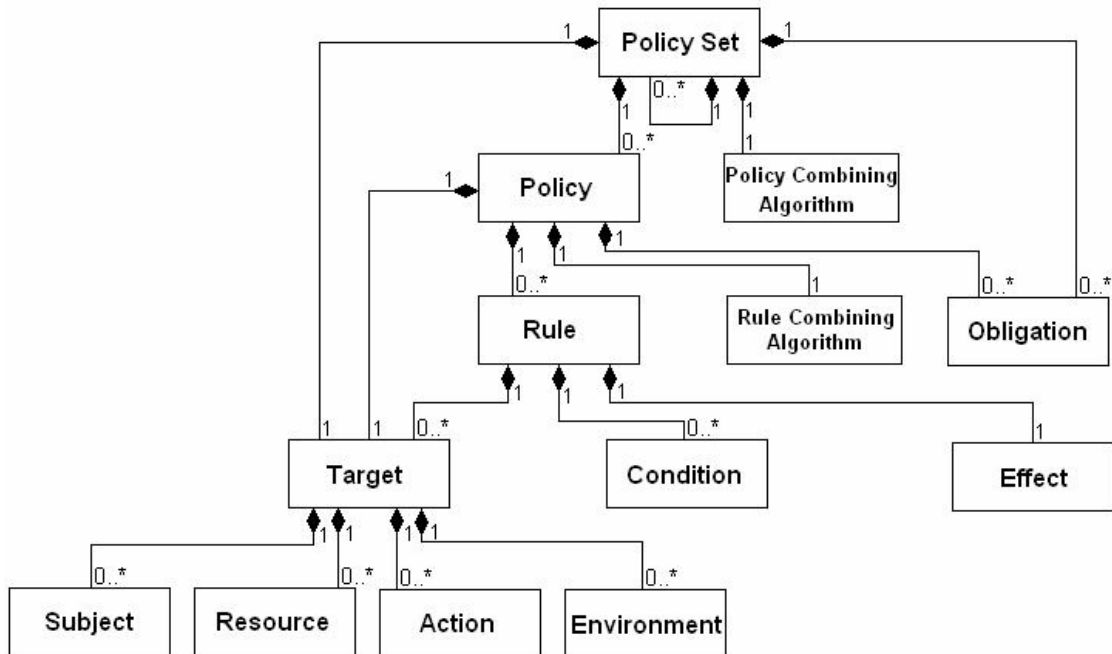 1
Policy Set
1
1
0..*
0..*
1
1
1
Policy
1
Policy Combining
Algorithm
1
1
1
0..*
1
0..*
0..*
Rule
Rule Combining
Algorithm
Obligation
1
1
1
1
1
0..*
0..*
1
Target
Condition
Effect
1
1
1
1
0..*
0..*
0..*
0..*
Subject
Resource
Action
Environment